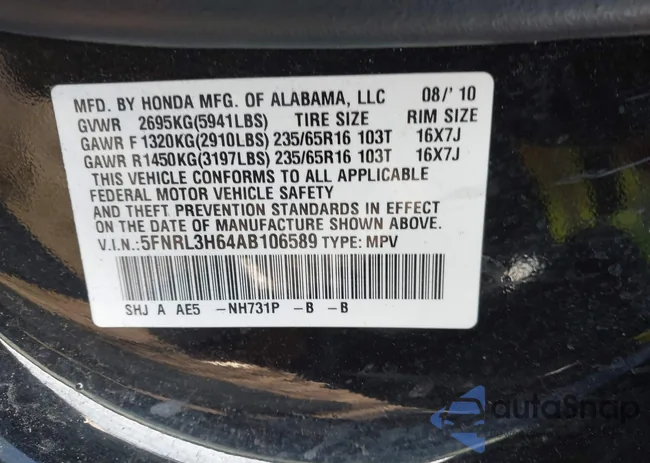 MFD. BY HONDA MFG. OF ALABAMA, LLC 08/' 10
GVWR 2695KG(5941LBS) TIRE SIZE RIM SIZE
GAWR F 1320KG(2910LBS) 235/65R16 103T 16X7J
GAWR R1450KG(3197LBS) 235/65R16 103T 16X7J
THIS VEHICLE CONFORMS TO ALL APPLICABLE
FEDERAL MOTOR VEHICLE SAFETY
AND THEFT PREVENTION STANDARDS IN EFFECT
ON THE DATE OF MANUFACTURE SHOWN ABOVE.
V.I.N.:5FNRL3H64AB106589 TYPE: MPV
SHJ A AE5 -NH731P -B -B
autoSnap